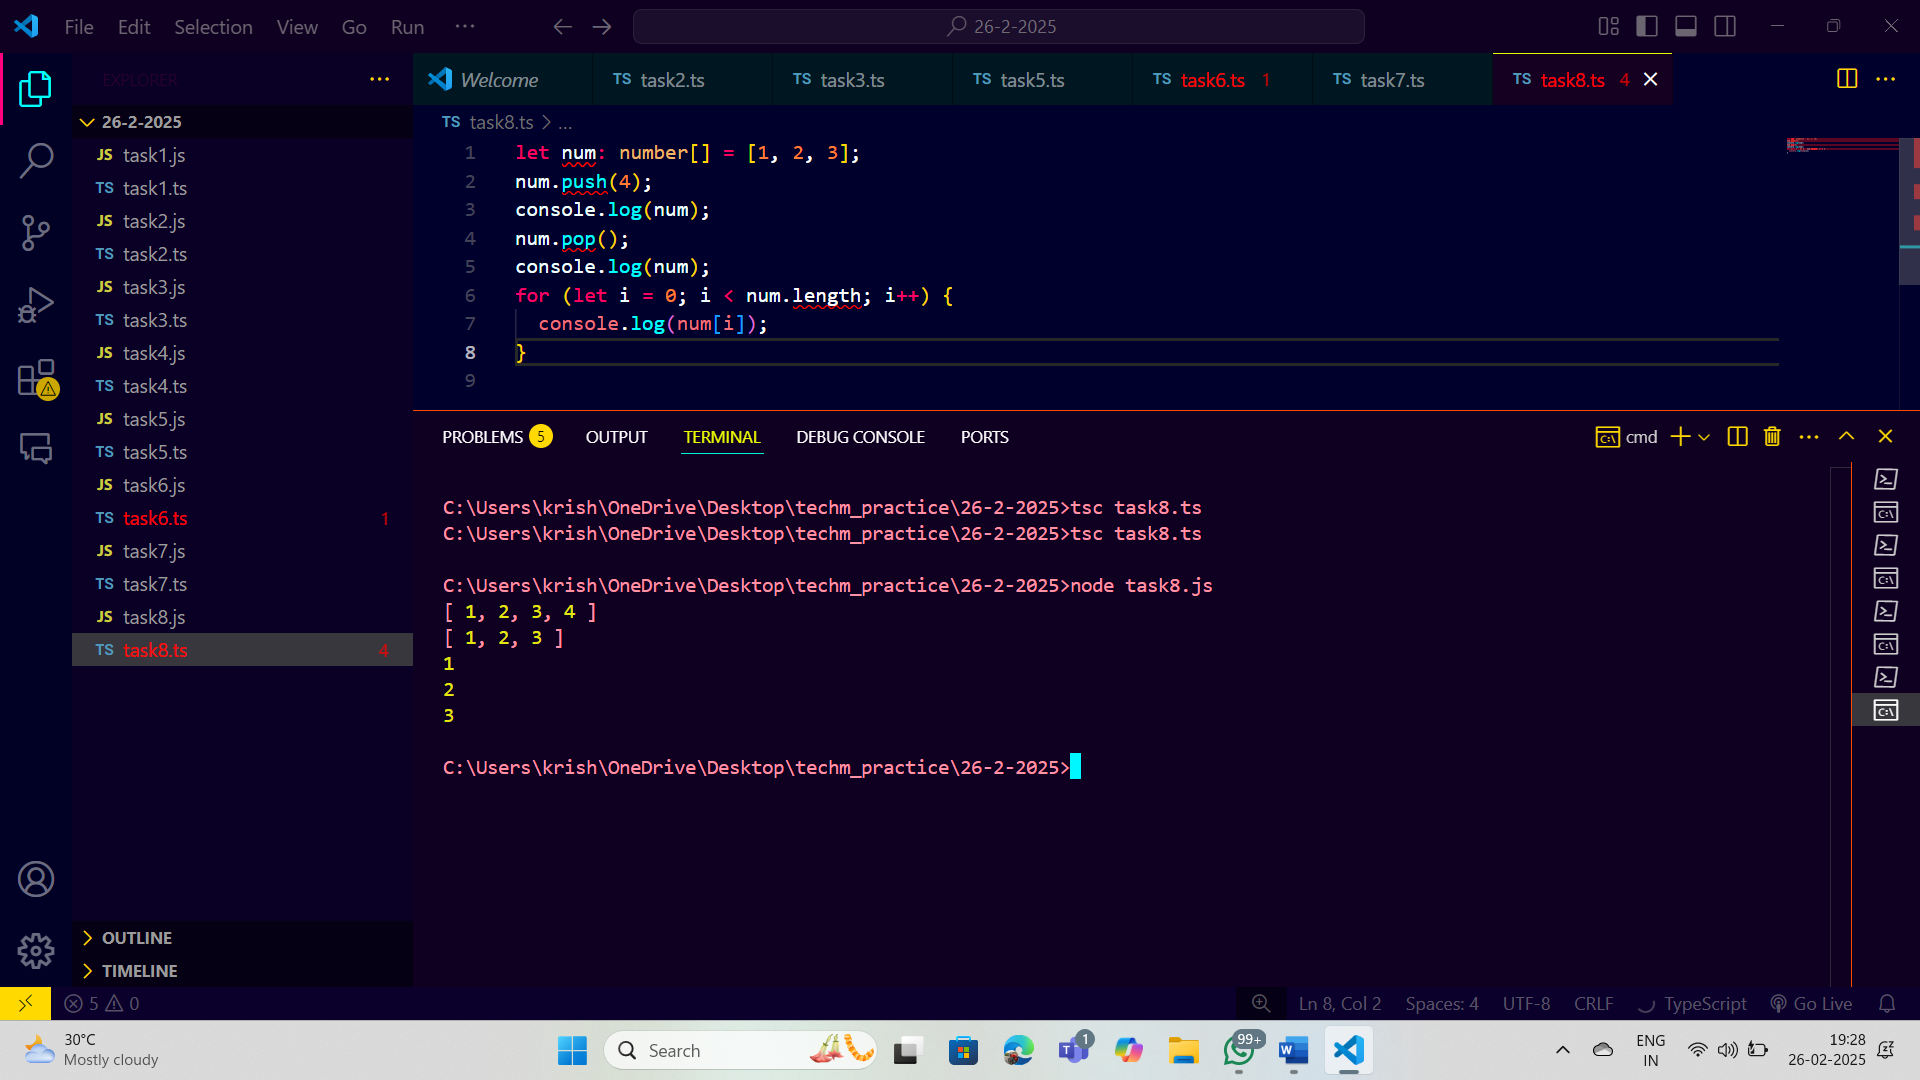 File Edit Selection View Go Run ···
26-2-2025
EXPLORER
Welcome
TS task2.ts
TS task3.ts
TS task5.ts
TS task6.ts 1
TS task7.ts
TS task8.ts 4
26-2-2025
JS task1.js
TS task1.ts
JS task2.js
TS task2.ts
JS task3.js
TS task3.ts
JS task4.js
TS task4.ts
JS task5.js
TS task5.ts
JS task6.js
TS task6.ts 1
JS task7.js
TS task7.ts
JS task8.js
TS task8.ts 4
OUTLINE
TIMELINE
TS task8.ts > ...
1 let num: number[] = [1, 2, 3];
2 num.push(4);
3 console.log(num);
4 num.pop();
5 console.log(num);
6 for (let i = 0; i < num.length; i++) {
7 console.log(num[i]);
8 }
9
PROBLEMS 5 OUTPUT TERMINAL DEBUG CONSOLE PORTS
cmd
C:\Users\krish\OneDrive\Desktop\techm_practice\26-2-2025>tsc task8.ts
C:\Users\krish\OneDrive\Desktop\techm_practice\26-2-2025>tsc task8.ts
C:\Users\krish\OneDrive\Desktop\techm_practice\26-2-2025>node task8.js
[ 1, 2, 3, 4 ]
[ 1, 2, 3 ]
1
2
3
C:\Users\krish\OneDrive\Desktop\techm_practice\26-2-2025>
5 0
Ln 8, Col 2 Spaces: 4 UTF-8 CRLF TypeScript Go Live
30°C
Mostly cloudy
Search
1
99+
ENG
IN
19:28
26-02-2025